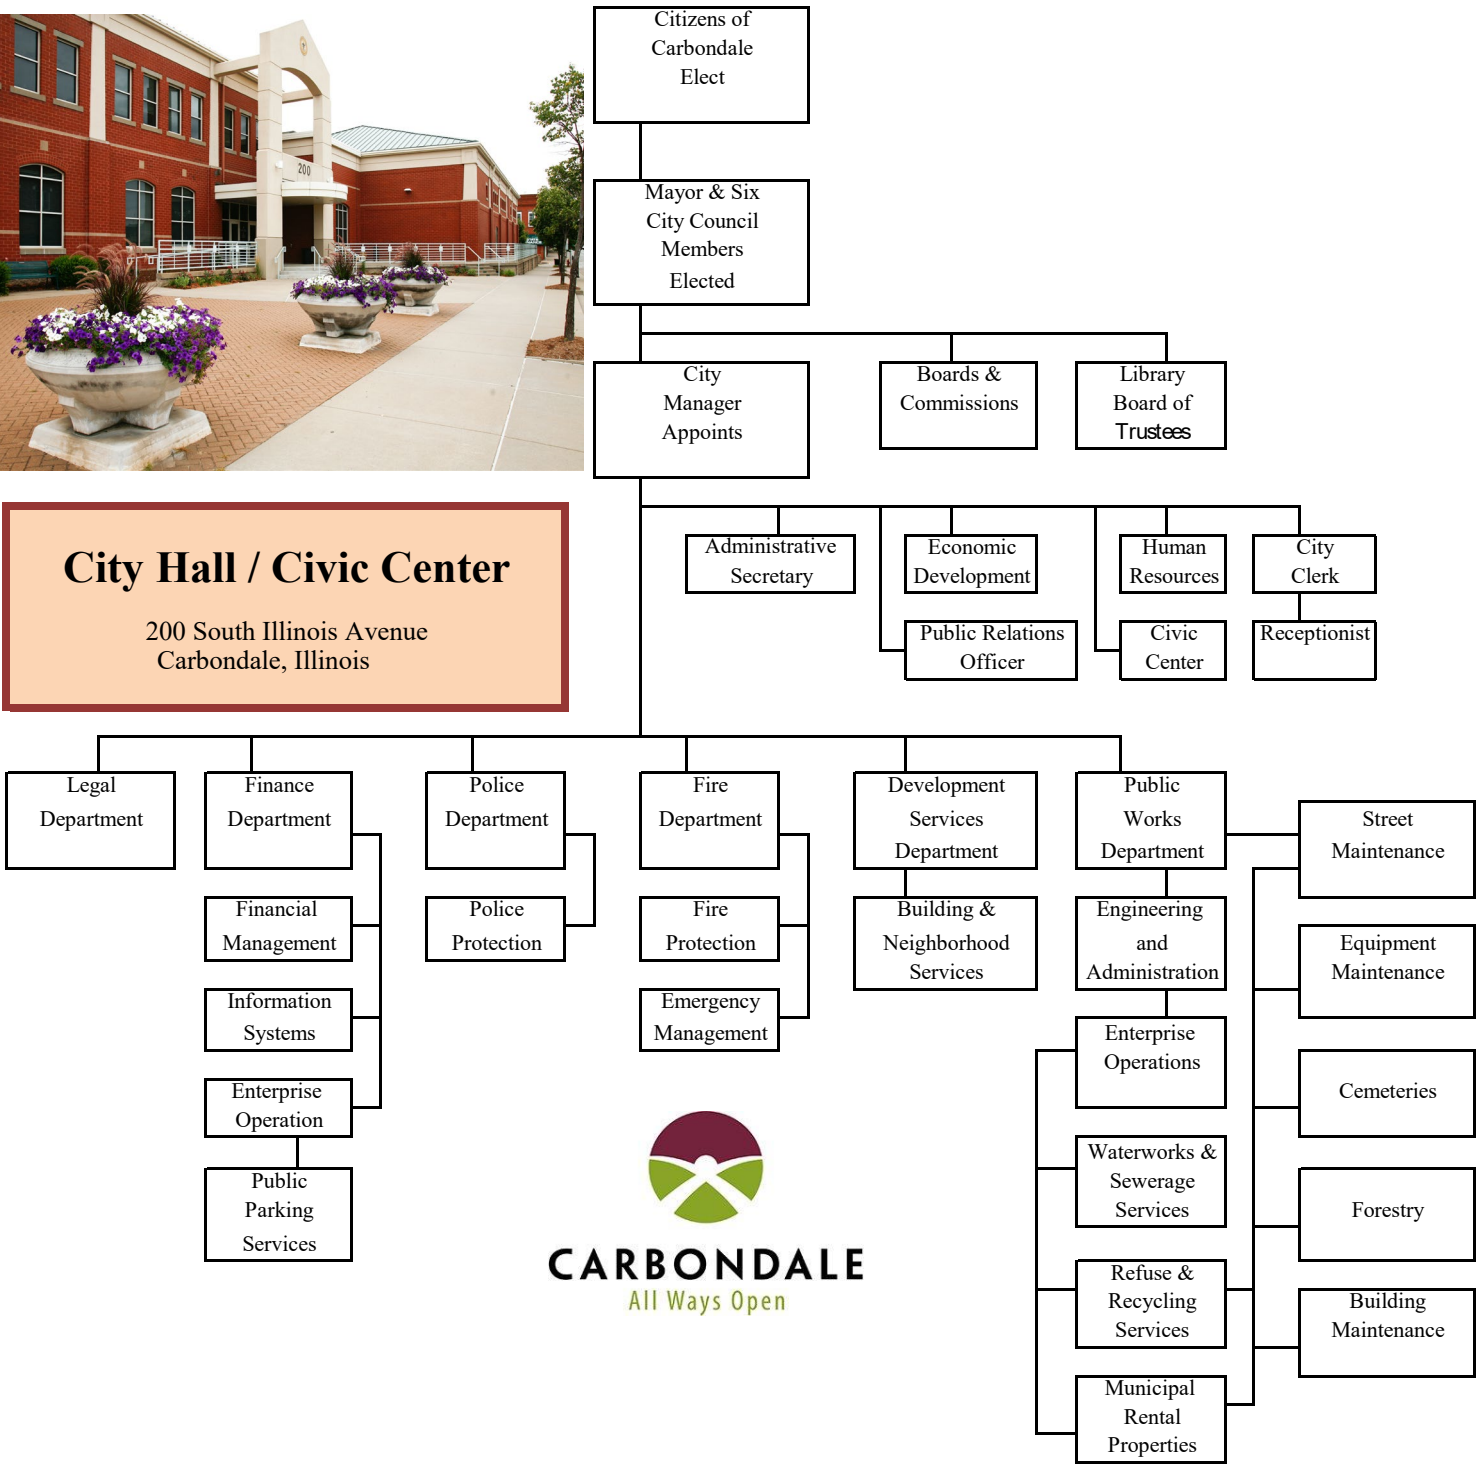 200
Citizens of
Carbondale
Elect
Mayor & Six
City Council
Members
Elected
City
Manager
Appoints
Boards &
Commissions
Library
Board of
Trustees
City Hall / Civic Center
200 South Illinois Avenue
Carbondale, Illinois
Administrative
Secretary
Economic
Development
Human
Resources
City
Clerk
Public Relations
Officer
Civic
Center
Receptionist
Legal
Department
Finance
Department
Police
Department
Fire
Department
Development
Services
Department
Public
Works
Department
Street
Maintenance
Financial
Management
Police
Protection
Fire
Protection
Building &
Neighborhood
Services
Engineering
and
Administration
Equipment
Maintenance
Information
Systems
Emergency
Management
Enterprise
Operations
Cemeteries
Enterprise
Operation
Public
Parking
Services
Waterworks &
Sewerage
Services
Forestry
Refuse &
Recycling
Services
Building
Maintenance
Municipal
Rental
Properties
CARBONDALE
All Ways Open